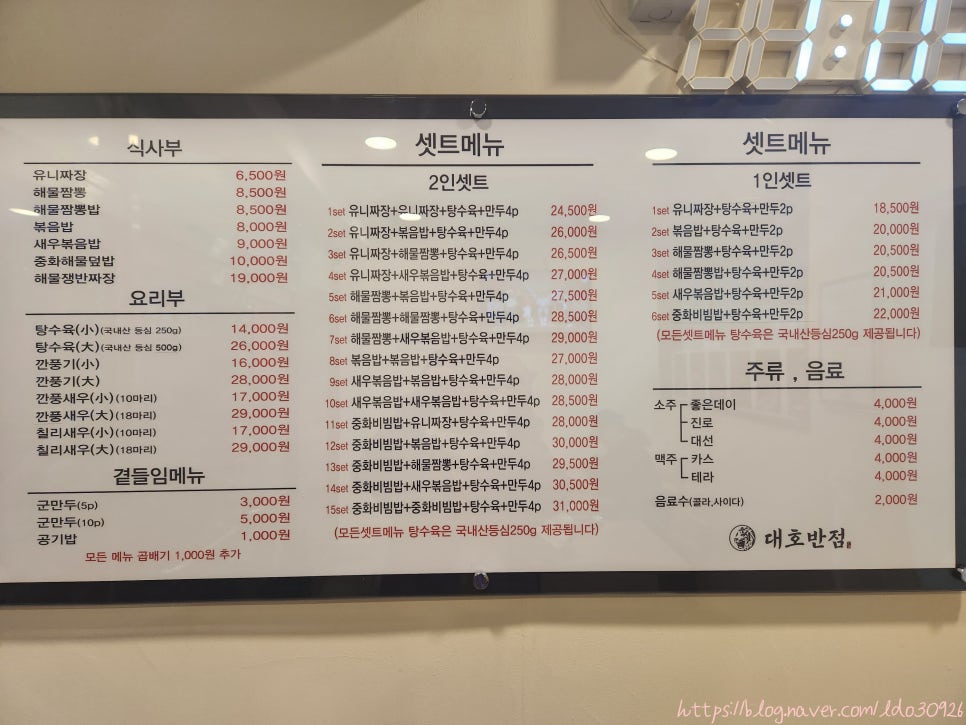 식사부
유니짜장 6,500원
해물짬뽕 8,500원
해물짬뽕밥 8,500원
볶음밥 8,000원
새우볶음밥 9,000원
중화해물덮밥 10,000원
해물쟁반짜장 19,000원
요리부
탕수육(小)(국내산 등심 250g) 14,000원
탕수육(大)(국내산 등심 500g) 26,000원
깐풍기(小) 16,000원
깐풍기(大) 28,000원
깐풍새우(小)(10마리) 17,000원
깐풍새우(大)(18마리) 29,000원
칠리새우(小)(10마리) 17,000원
칠리새우(大)(18마리) 29,000원
곁들임메뉴
군만두(5p) 3,000원
군만두(10p) 5,000원
공기밥 1,000원
모든 메뉴 곱배기 1,000원 추가
셋트메뉴
2인셋트
1set 유니짜장+유니짜장+탕수육+만두4p 24,500원
2set 유니짜장+볶음밥+탕수육+만두4p 26,000원
3set 유니짜장+해물짬뽕+탕수육+만두4p 26,500원
4set 유니짜장+새우볶음밥+탕수육+만두4p 27,000원
5set 해물짬뽕+볶음밥+탕수육+만두4p 27,500원
6set 해물짬뽕+해물짬뽕+탕수육+만두4p 28,500원
7set 해물짬뽕+새우볶음밥+탕수육+만두4p 29,000원
8set 볶음밥+볶음밥+탕수육+만두4p 27,000원
9set 새우볶음밥+볶음밥+탕수육+만두4p 28,000원
10set 새우볶음밥+새우볶음밥+탕수육+만두4p 28,500원
11set 중화비빔밥+유니짜장+탕수육+만두4p 28,000원
12set 중화비빔밥+볶음밥+탕수육+만두4p 30,000원
13set 중화비빔밥+해물짬뽕+탕수육+만두4p 29,500원
14set 중화비빔밥+새우볶음밥+탕수육+만두4p 30,500원
15set 중화비빔밥+중화비빔밥+탕수육+만두4p 31,000원
(모든셋트메뉴 탕수육은 국내산등심250g 제공됩니다)
셋트메뉴
1인셋트
1set 유니짜장+탕수육+만두2p 18,500원
2set 볶음밥+탕수육+만두2p 20,000원
3set 해물짬뽕+탕수육+만두2p 20,500원
4set 해물짬뽕밥+탕수육+만두2p 20,500원
5set 새우볶음밥+탕수육+만두2p 21,000원
6set 중화비빔밥+탕수육+만두2p 22,000원
(모든셋트메뉴 탕수육은 국내산등심250g 제공됩니다)
주류 , 음료
소주 좋은데이 4,000원
진로 4,000원
대선 4,000원
맥주 카스 4,000원
테라 4,000원
음료수(콜라,사이다) 2,000원
대호반점
https://blog.naver.com/ldo30926